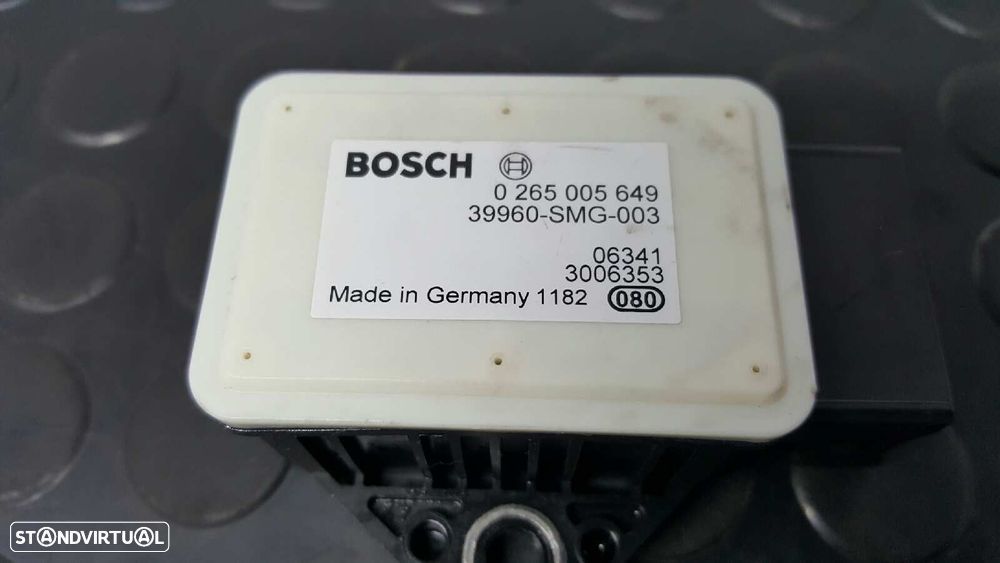 BOSCH
0 265 005 649
39960-SMG-003
06341
3006353
Made in Germany 1182 080
STANDVIRTUAL